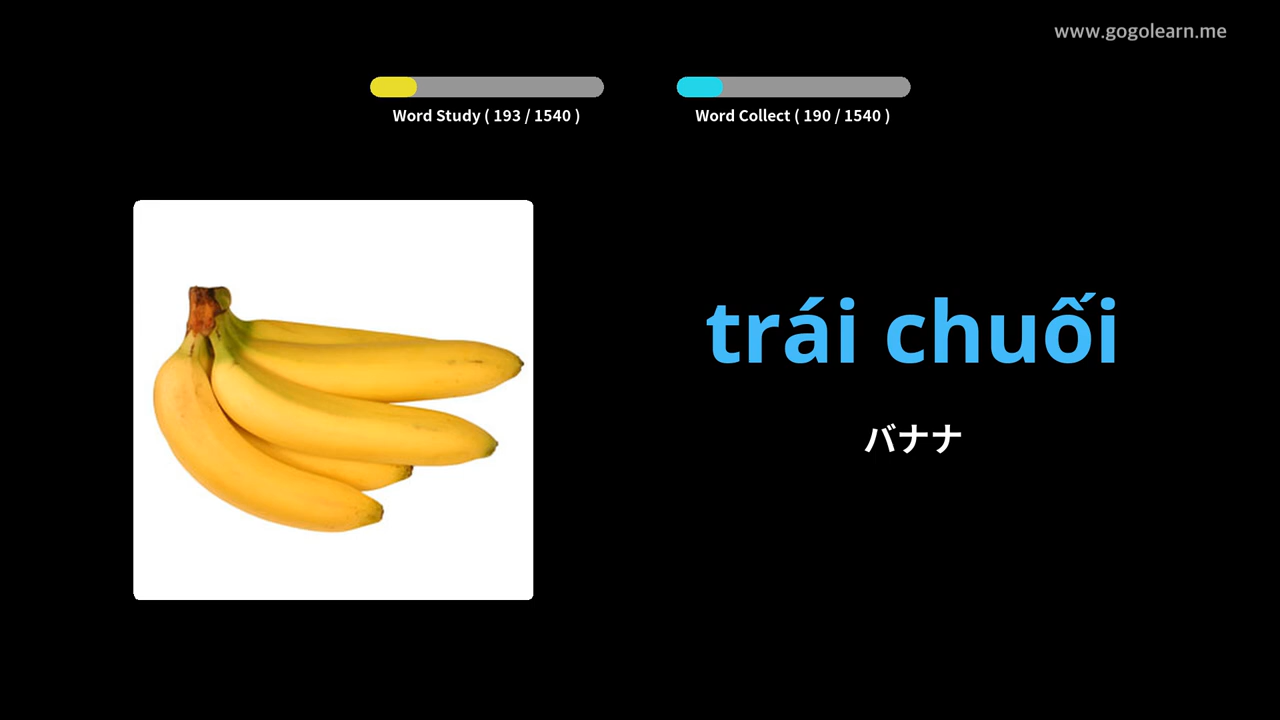 www.gogolearn.me
Word Study ( 193 / 1540 )
Word Collect ( 190 / 1540 )
trái chuối
バナナ